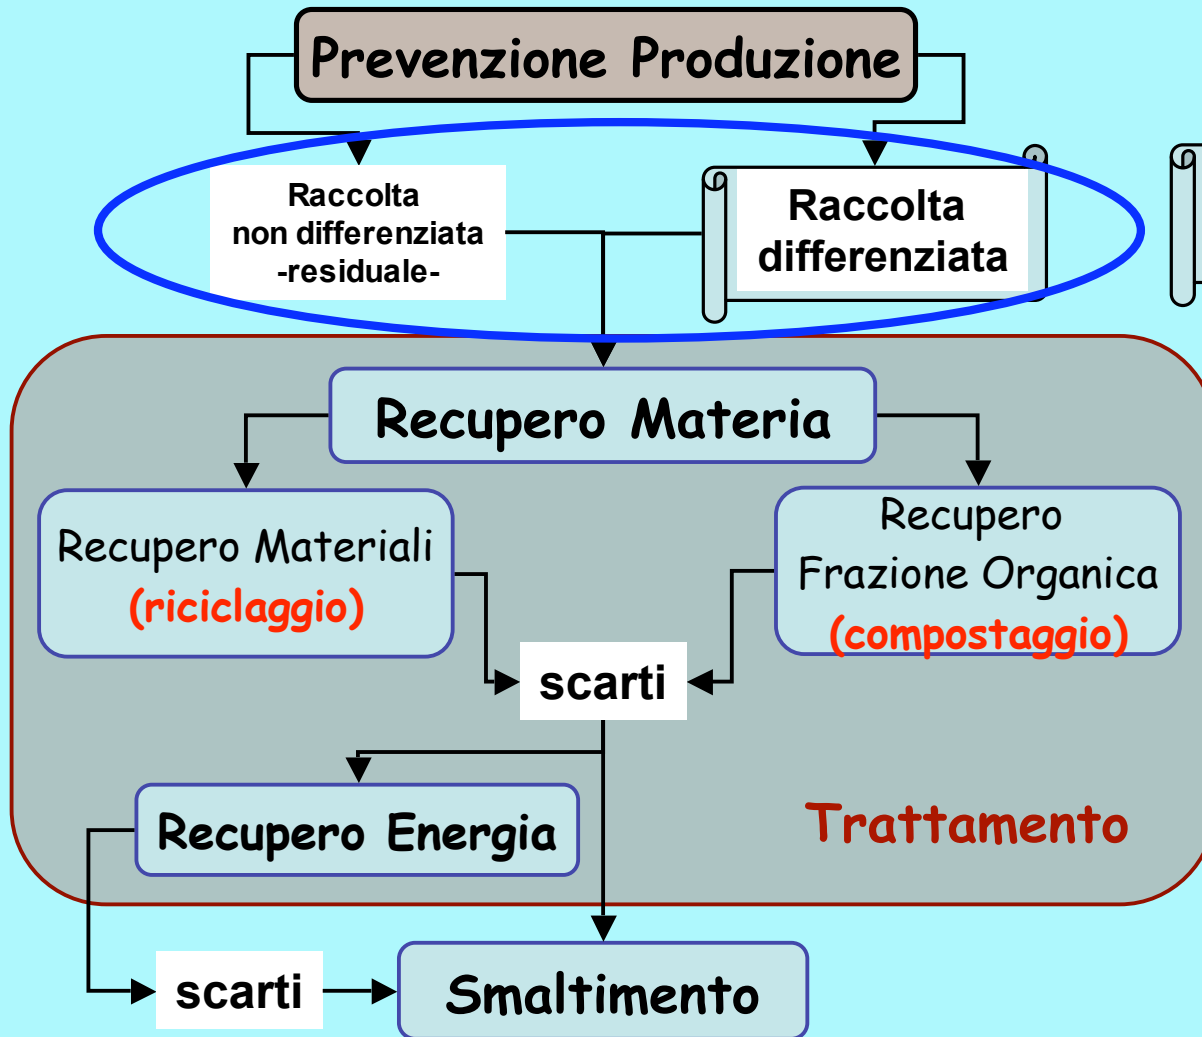 Prevenzione Produzione
Raccolta
non differenziata
-residuale-
Raccolta
differenziata
Recupero Materia
Recupero Materiali
(riciclaggio)
Recupero
Frazione Organica
(compostaggio)
scarti
Recupero Energia
Trattamento
scarti
Smaltimento